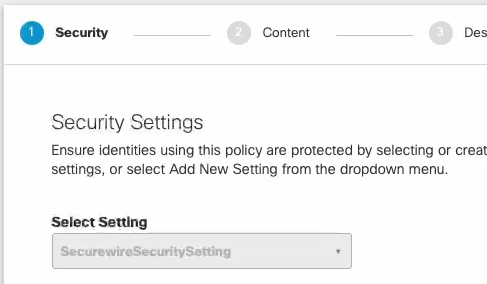 1 Security 2 Content 3 Des
Security Settings
Ensure identities using this policy are protected by selecting or creat
settings, or select Add New Setting from the dropdown menu.
Select Setting
SecurewireSecuritySetting